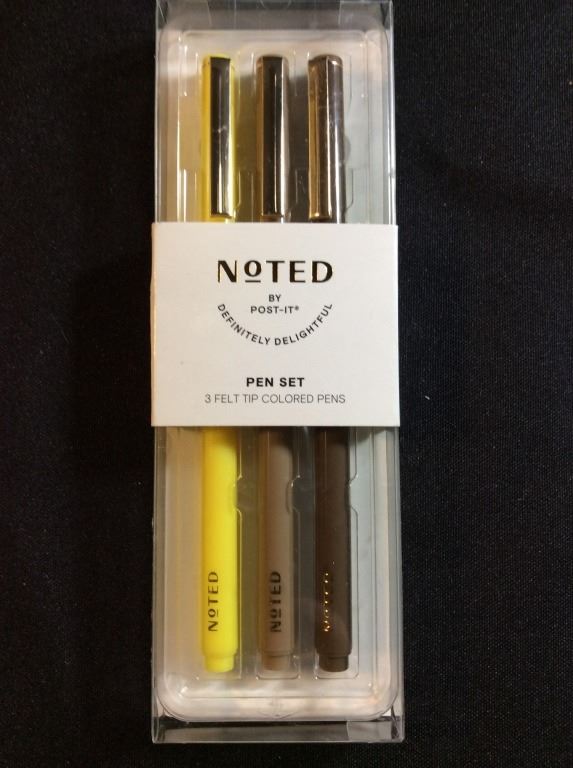 NOTED
BY
POST-IT®
DEFINITELY DELIGHTFUL
PEN SET
3 FELT TIP COLORED PENS
NOTED
NOTED
NOTED